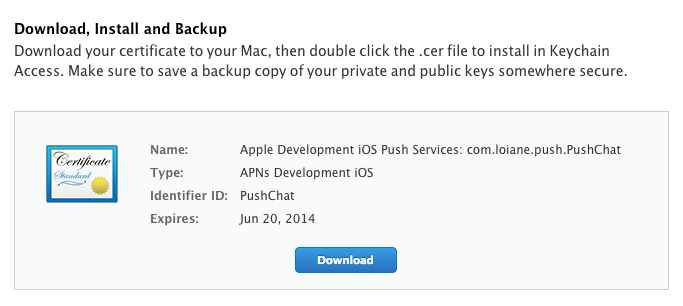 Download, Install and Backup
Download your certificate to your Mac, then double click the .cer file to install in Keychain
Access. Make sure to save a backup copy of your private and public keys somewhere secure.
Certificate
Standard
Name: Apple Development iOS Push Services: com.loiane.push.PushChat
Type: APNs Development iOS
Identifier ID: PushChat
Expires: Jun 20, 2014
Download